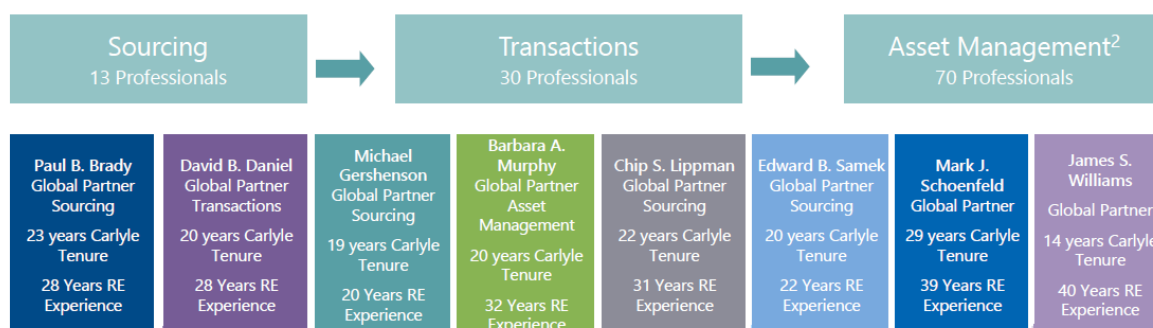 Sourcing
13 Professionals
Transactions
30 Professionals
Asset Management²
70 Professionals
Paul B. Brady
Global Partner
Sourcing
23 years Carlyle
Tenure
28 Years RE
Experience
David B. Daniel
Global Partner
Transactions
20 years Carlyle
Tenure
28 Years RE
Experience
Michael
Gershenson
Global Partner
Sourcing
19 years Carlyle
Tenure
20 Years RE
Experience
Barbara A.
Murphy
Global Partner
Asset
Management
20 years Carlyle
Tenure
32 Years RE
Experience
Chip S. Lippman
Global Partner
Sourcing
22 years Carlyle
Tenure
31 Years RE
Experience
Edward B. Samek
Global Partner
Sourcing
20 years Carlyle
Tenure
22 Years RE
Experience
Mark J.
Schoenfeld
Global Partner
29 years Carlyle
Tenure
39 Years RE
Experience
James S.
Williams
Global Partner
14 years Carlyle
Tenure
40 Years RE
Experience